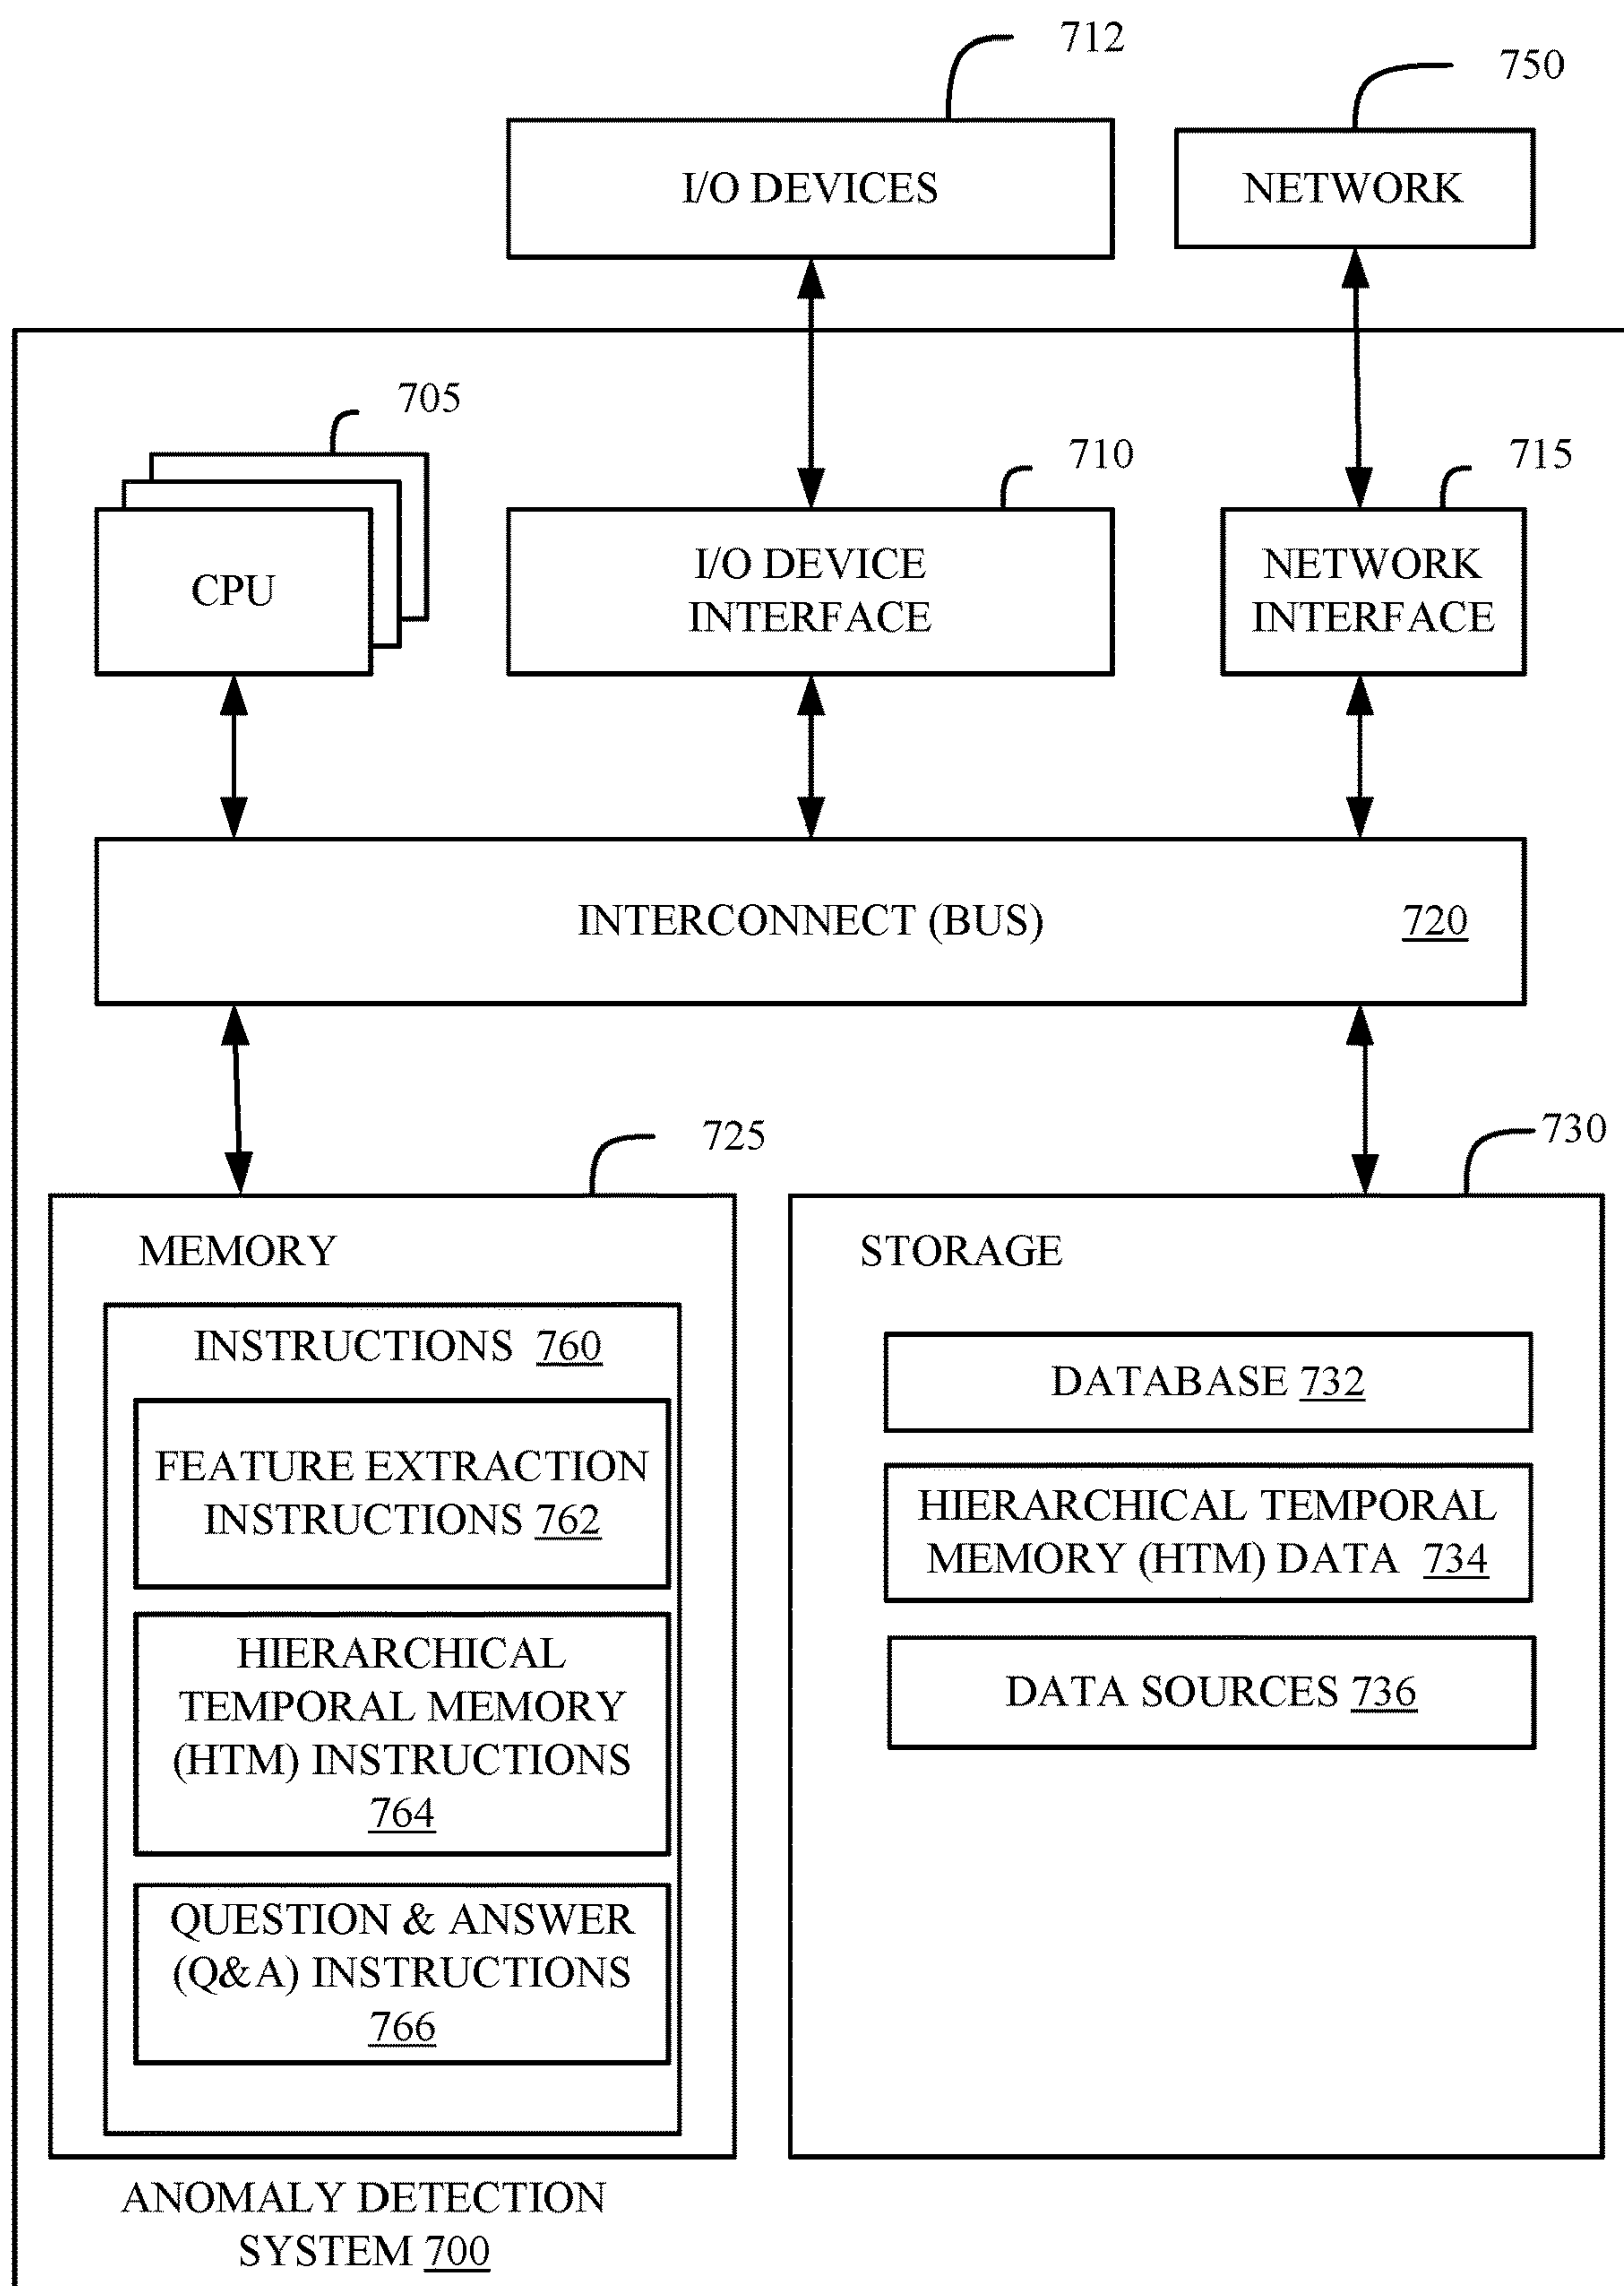 712
750
I/O DEVICES
NETWORK
705
710
715
CPU
I/O DEVICE
INTERFACE
NETWORK
INTERFACE
INTERCONNECT (BUS) 720
725
730
MEMORY
INSTRUCTIONS 760
FEATURE EXTRACTION
INSTRUCTIONS 762
HIERARCHICAL
TEMPORAL MEMORY
(HTM) INSTRUCTIONS
764
QUESTION & ANSWER
(Q&A) INSTRUCTIONS
766
STORAGE
DATABASE 732
HIERARCHICAL TEMPORAL
MEMORY (HTM) DATA 734
DATA SOURCES 736
ANOMALY DETECTION
SYSTEM 700